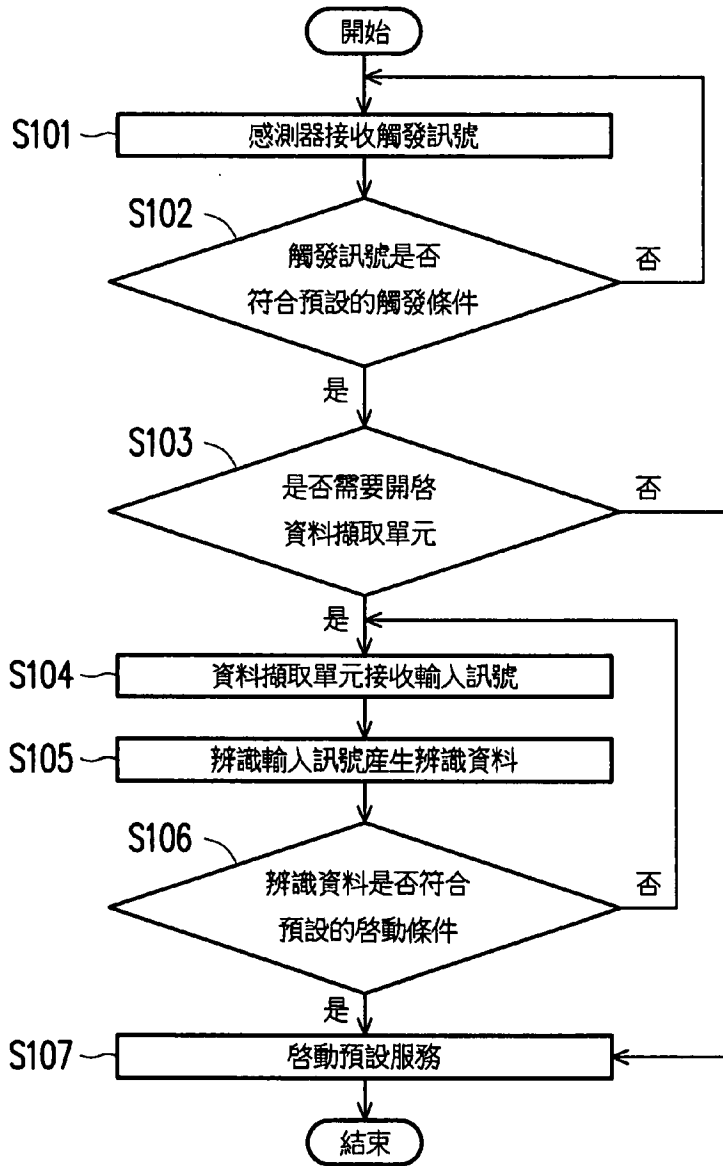 開始
S101
感測器接收觸發訊號
S102
觸發訊號是否
符合預設的觸發條件
否
是
S103
是否需要開啓
資料擷取單元
否
是
S104
資料擷取單元接收輸入訊號
S105
辨識輸入訊號產生辨識資料
S106
辨識資料是否符合
預設的啓動條件
否
是
S107
啓動預設服務
結束